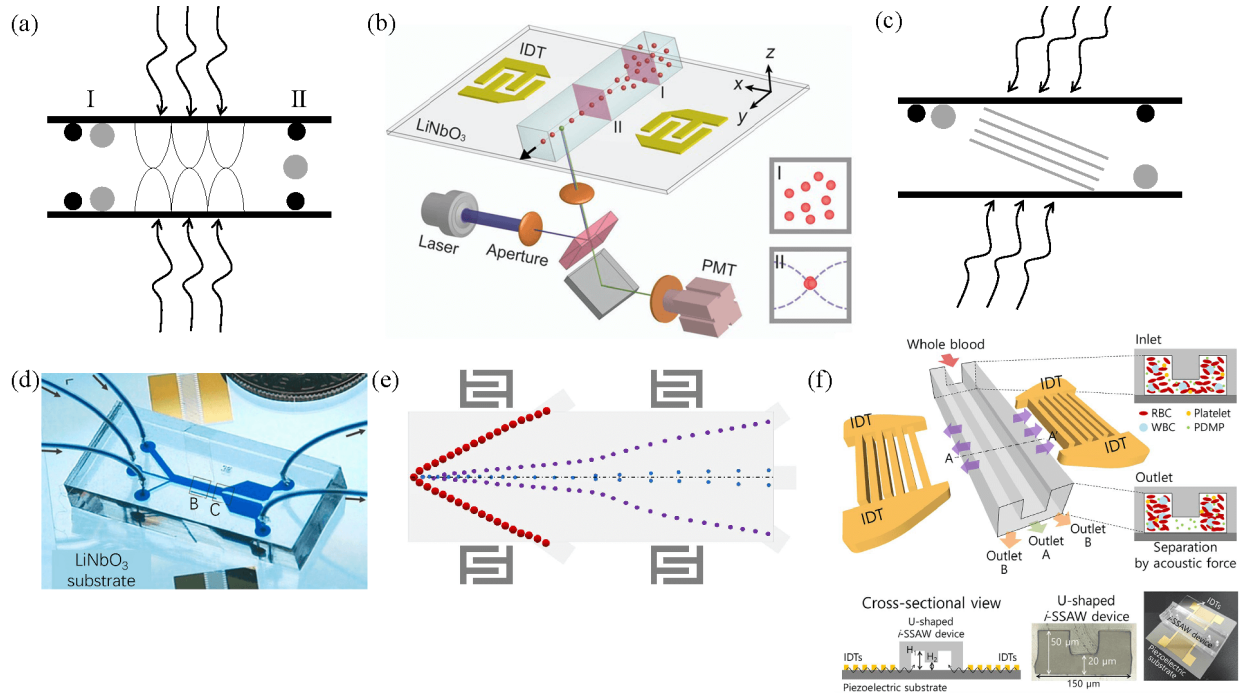 (a)
I
II
(b)
IDT
LiNbO3
I
II
x
y
z
Laser
Aperture
PMT
I
II
(c)
(d)
B
C
LiNbO3
substrate
(e)
(f)
Whole blood
IDT
IDT
IDT
IDT
A
A'
Outlet
B
Outlet
A
Outlet
B
Inlet
RBC
Platelet
WBC
PDMP
Outlet
Separation
by acoustic force
Cross-sectional view
U-shaped
i-SSAW device
IDTs
H1
H2
IDTs
Piezoelectric substrate
U-shaped
i-SSAW device
50 μm
20 μm
150 μm
IDTs
i-SSAW device
Piezoelectric
substrate